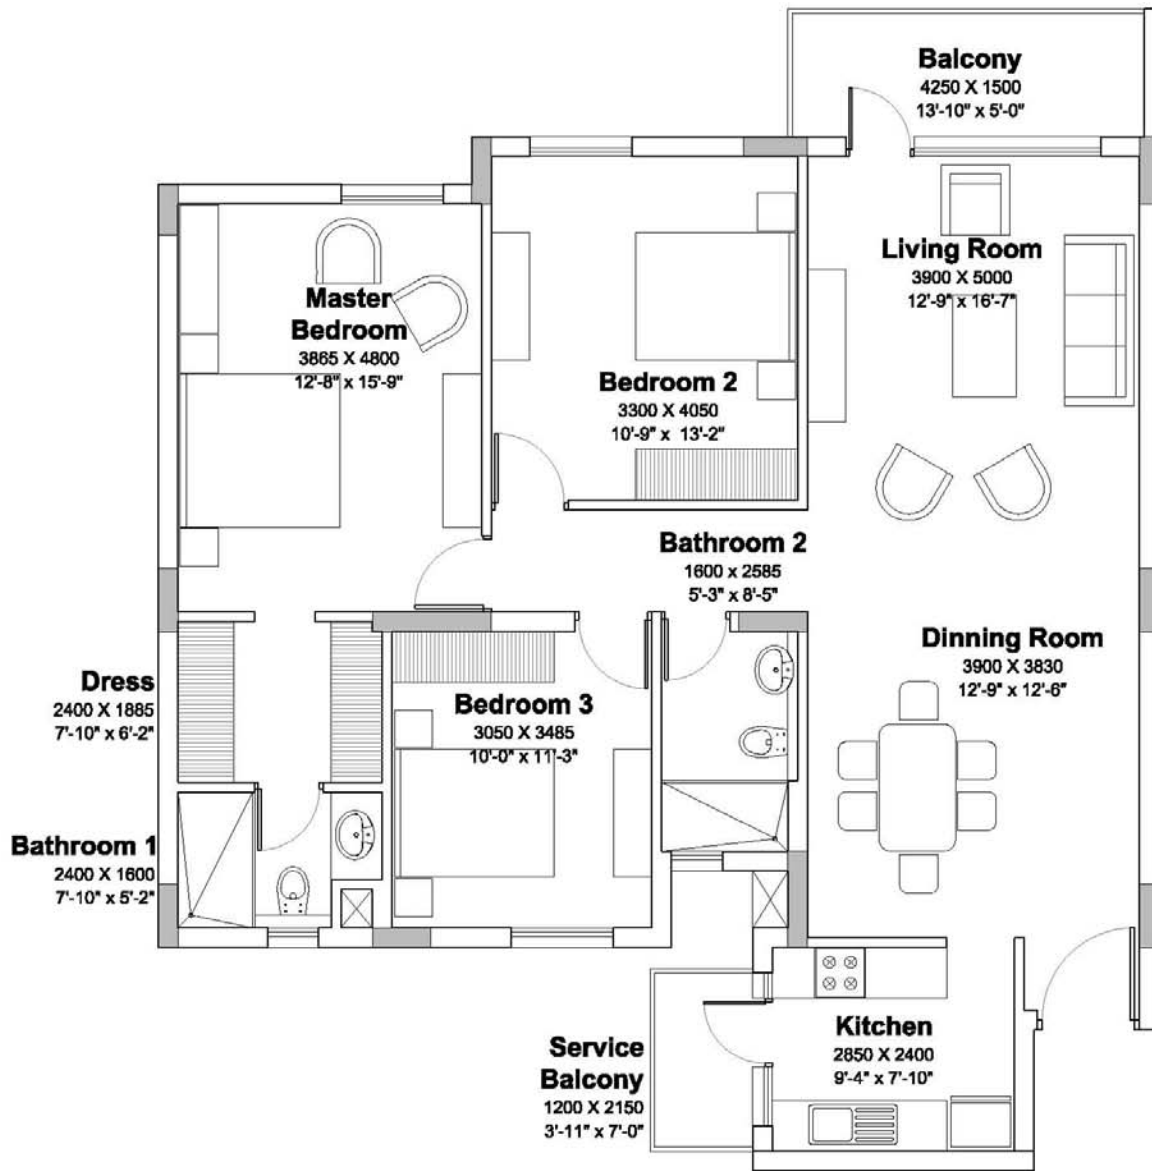 Balcony
4250 X 1500
13'-10" x 5'-0"
Living Room
3900 X 5000
12'-9" x 16'-7"
Master
Bedroom
3865 X 4800
12'-8" x 15'-9"
Bedroom 2
3300 X 4050
10'-9" x 13'-2"
Bathroom 2
1600 x 2585
5'-3" x 8'-5"
Dinning Room
3900 X 3830
12'-9" x 12'-6"
Dress
2400 X 1885
7'-10" x 6'-2"
Bedroom 3
3050 X 3485
10'-0" x 11'-3"
Bathroom 1
2400 X 1600
7'-10" x 5'-2"
Kitchen
2850 X 2400
9'-4" x 7'-10"
Service
Balcony
1200 X 2150
3'-11" x 7'-0"